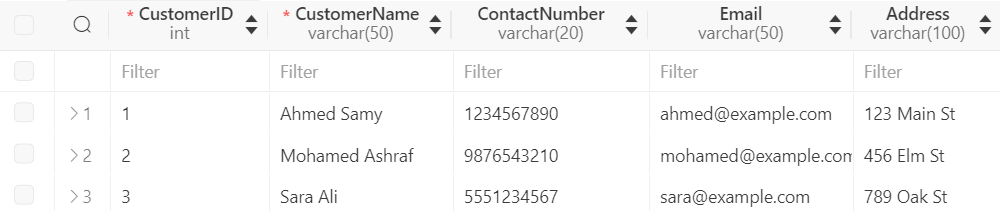 * CustomerID * CustomerName ContactNumber Email Address
int varchar(50) varchar(20) varchar(50) varchar(100)
Filter Filter Filter Filter Filter
1 1 Ahmed Samy 1234567890 ahmed@example.com 123 Main St
2 2 Mohamed Ashraf 9876543210 mohamed@example.com 456 Elm St
3 3 Sara Ali 5551234567 sara@example.com 789 Oak St